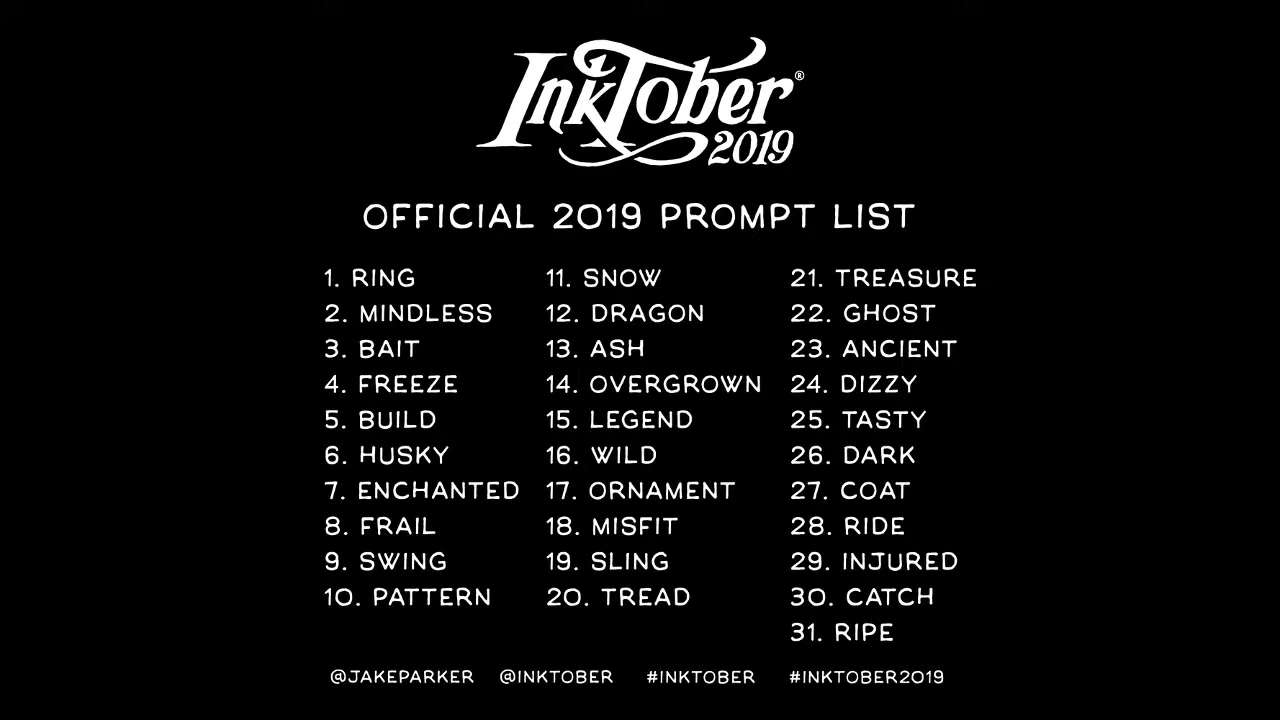 InkTober®
2019
OFFICIAL 2019 PROMPT LIST
1. RING
2. MINDLESS
3. BAIT
4. FREEZE
5. BUILD
6. HUSKY
7. ENCHANTED
8. FRAIL
9. SWING
10. PATTERN
11. SNOW
12. DRAGON
13. ASH
14. OVERGROWN
15. LEGEND
16. WILD
17. ORNAMENT
18. MISFIT
19. SLING
20. TREAD
21. TREASURE
22. GHOST
23. ANCIENT
24. DIZZY
25. TASTY
26. DARK
27. COAT
28. RIDE
29. INJURED
30. CATCH
31. RIPE
@JAKEPARKER @INKTOBER #INKTOBER #INKTOBER2019